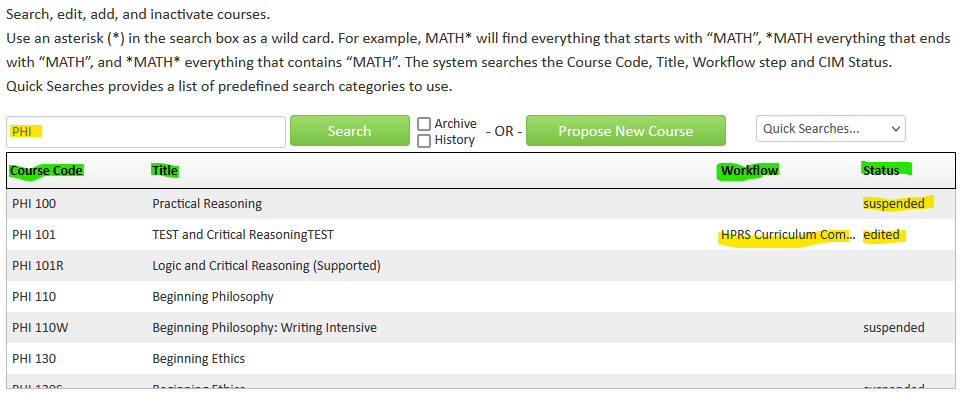 Search, edit, add, and inactivate courses.
Use an asterisk (*) in the search box as a wild card. For example, MATH* will find everything that starts with “MATH”, *MATH everything that ends
with “MATH”, and *MATH* everything that contains “MATH”. The system searches the Course Code, Title, Workflow step and CIM Status.
Quick Searches provides a list of predefined search categories to use.
PHI Search Archive History - OR - Propose New Course Quick Searches...
Course Code Title Workflow Status
PHI 100 Practical Reasoning suspended
PHI 101 TEST and Critical ReasoningTEST HPRS Curriculum Com... edited
PHI 101R Logic and Critical Reasoning (Supported)
PHI 110 Beginning Philosophy
PHI 110W Beginning Philosophy: Writing Intensive suspended
PHI 130 Beginning Ethics